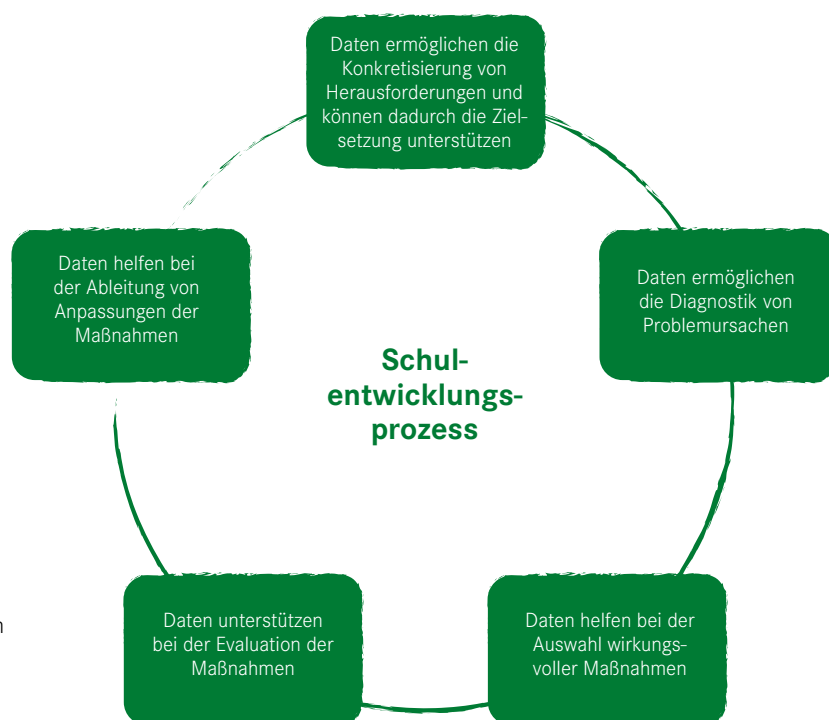 Daten ermöglichen die
Konkretisierung von
Herausforderungen und
können dadurch die Ziel-
setzung unterstützen
Daten ermöglichen
die Diagnostik von
Problemursachen
Daten helfen bei der
Auswahl wirkungs-
voller Maßnahmen
Daten unterstützen
bei der Evaluation der
Maßnahmen
Daten helfen bei
der Ableitung von
Anpassungen der
Maßnahmen
Schul-
entwicklungs-
prozess